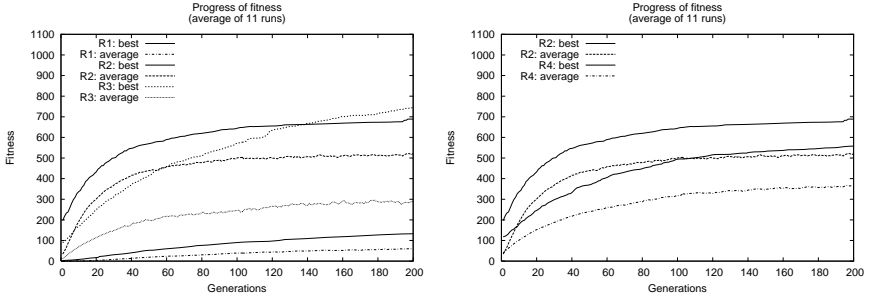 Progress of fitness
(average of 11 runs)
1100
1000
900
800
700
600
500
400
300
200
100
0
Fitness
R1: best
R1: average
R2: best
R2: average
R3: best
R3: average
0 20 40 60 80 100 120 140 160 180 200
Generations
Progress of fitness
(average of 11 runs)
1100
1000
900
800
700
600
500
400
300
200
100
0
Fitness
R2: best
R2: average
R4: best
R4: average
0 20 40 60 80 100 120 140 160 180 200
Generations